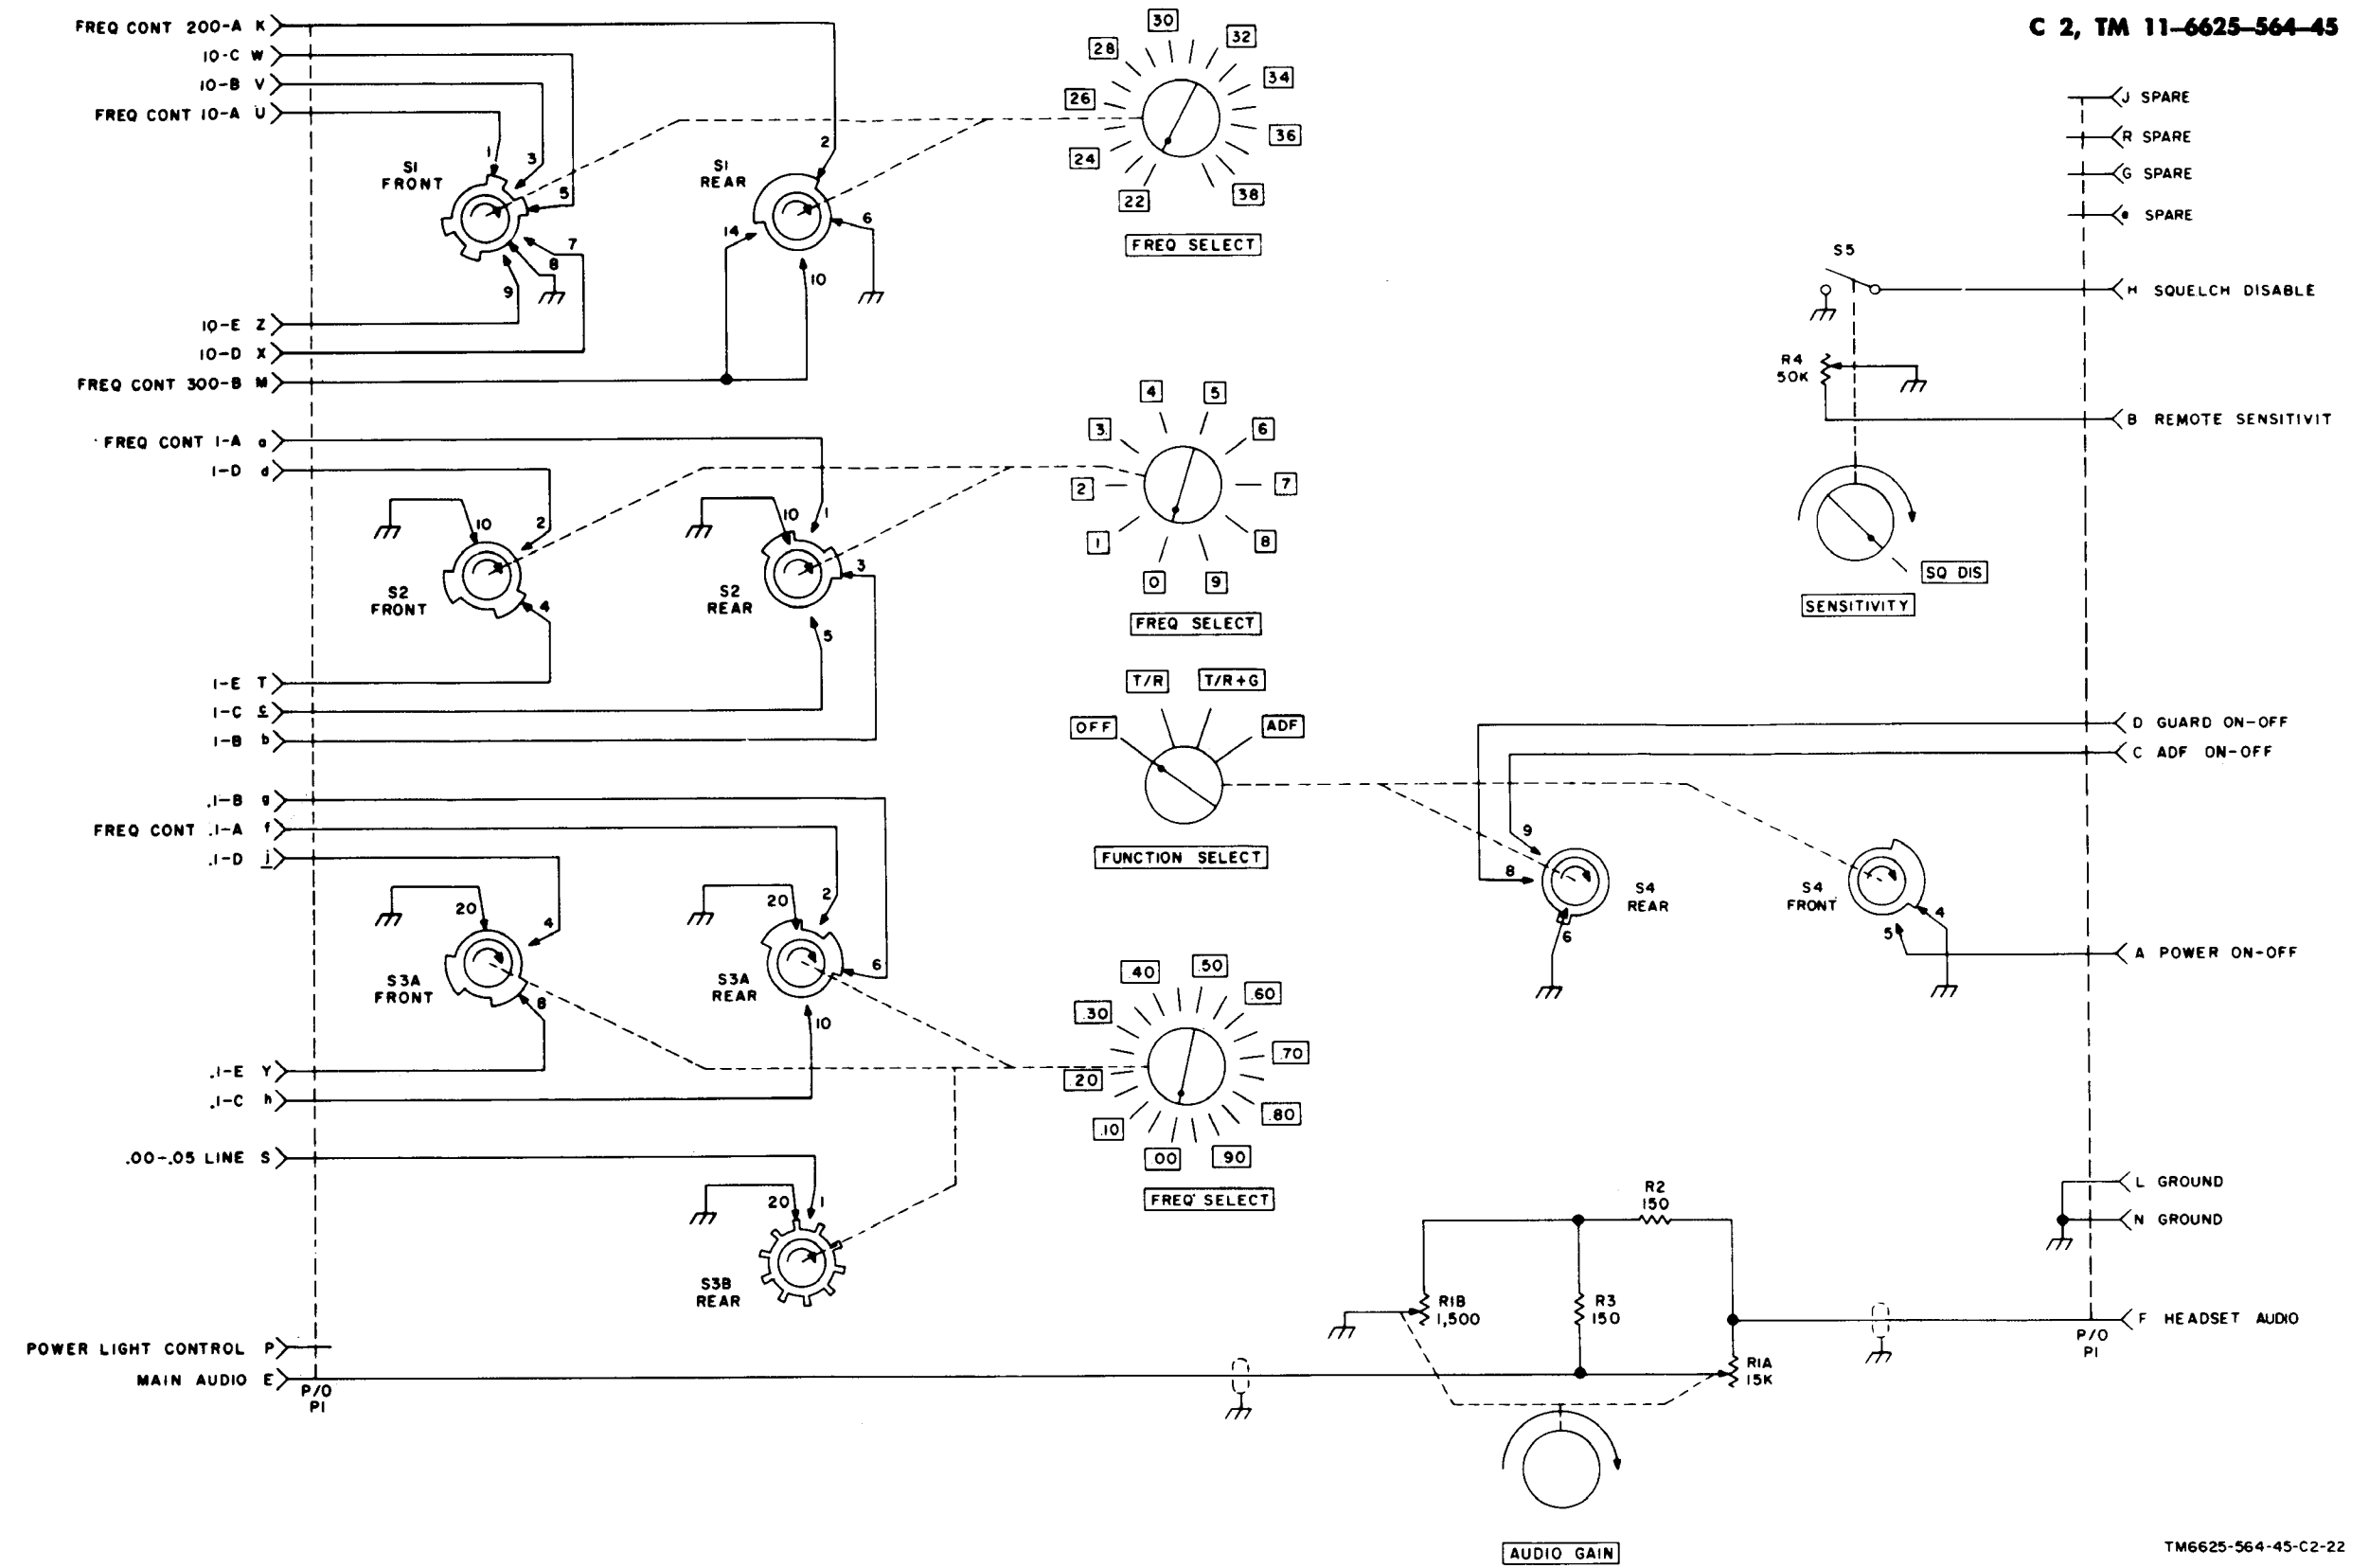 C 2, TM 11-6625-564-45
FREQ CONT 200-A K
10-C W
10-B V
FREQ CONT 10-A U
1
3
5
7
8
9
S1
FRONT
S1
REAR
2
6
14
10
10-E Z
10-D X
FREQ CONT 300-B M
22
24
26
28
30
32
34
36
38
FREQ SELECT
FREQ CONT 1-A a
1-D d
10
2
4
S2
FRONT
10
1
3
5
S2
REAR
1-E T
1-C c
1-B b
0
1
2
3
4
5
6
7
8
9
FREQ SELECT
OFF
T/R
T/R+G
ADF
FUNCTION SELECT
.1-B g
FREQ CONT .1-A f
.1-D j
20
4
8
S3A
FRONT
20
2
6
10
S3A
REAR
.1-E Y
.1-C h
.00-.05 LINE S
20
1
S3B
REAR
.00
.10
.20
.30
.40
.50
.60
.70
.80
.90
FREQ SELECT
POWER LIGHT CONTROL P
MAIN AUDIO E
P/O
P1
J SPARE
R SPARE
G SPARE
e SPARE
S5
H SQUELCH DISABLE
R4
50K
B REMOTE SENSITIVIT
SQ DIS
SENSITIVITY
D GUARD ON-OFF
C ADF ON-OFF
9
8
6
S4
REAR
S4
FRONT
4
5
A POWER ON-OFF
L GROUND
N GROUND
R2
150
R1B
1,500
R3
150
R1A
15K
F HEADSET AUDIO
P/O
P1
AUDIO GAIN
TM6625-564-45-C2-22